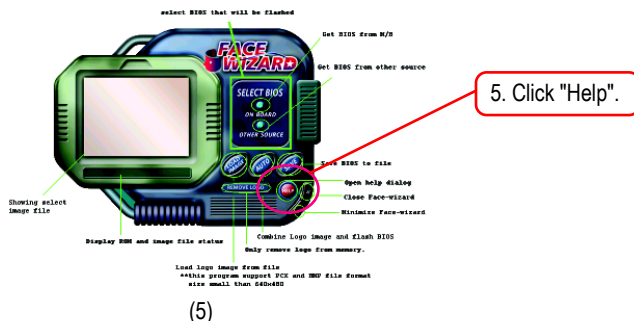 select BIOS that will be flashed
Get BIOS from M/B
FACE
WIZARD
Get BIOS from other source
SELECT BIOS
ON BOARD
OTHER SOURCE
5. Click "Help".
AUTO
Save BIOS to file
REMOVE LOGO
HELP
Open help dialog
Close Face-wizard
Minimize Face-wizard
Showing select
image file
Display ROM and image file status
Combine Logo image and flash BIOS
Only remove logo from memory.
Load logo image from file
**this program support PCX and BMP file format
size small than 640x480
(5)